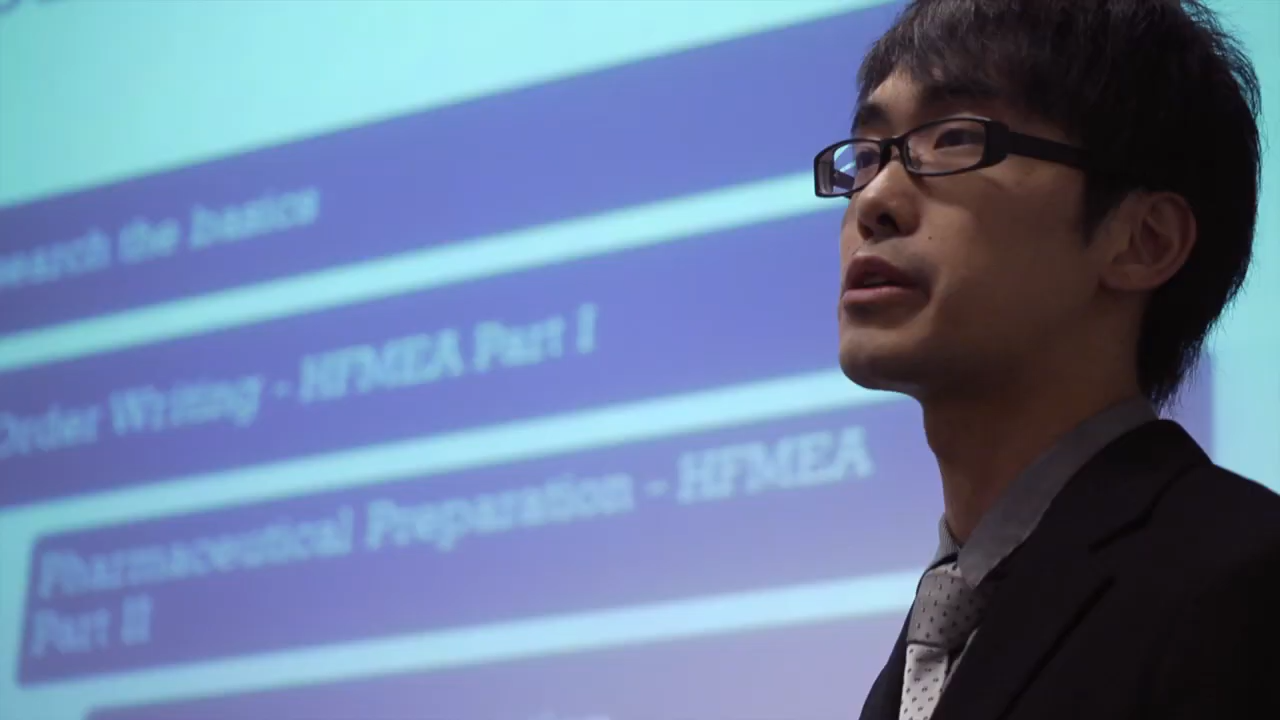 search the basics
Order Writing - HFMEA Part I
Pharmaceutical Preparation - HFMEA
Part II